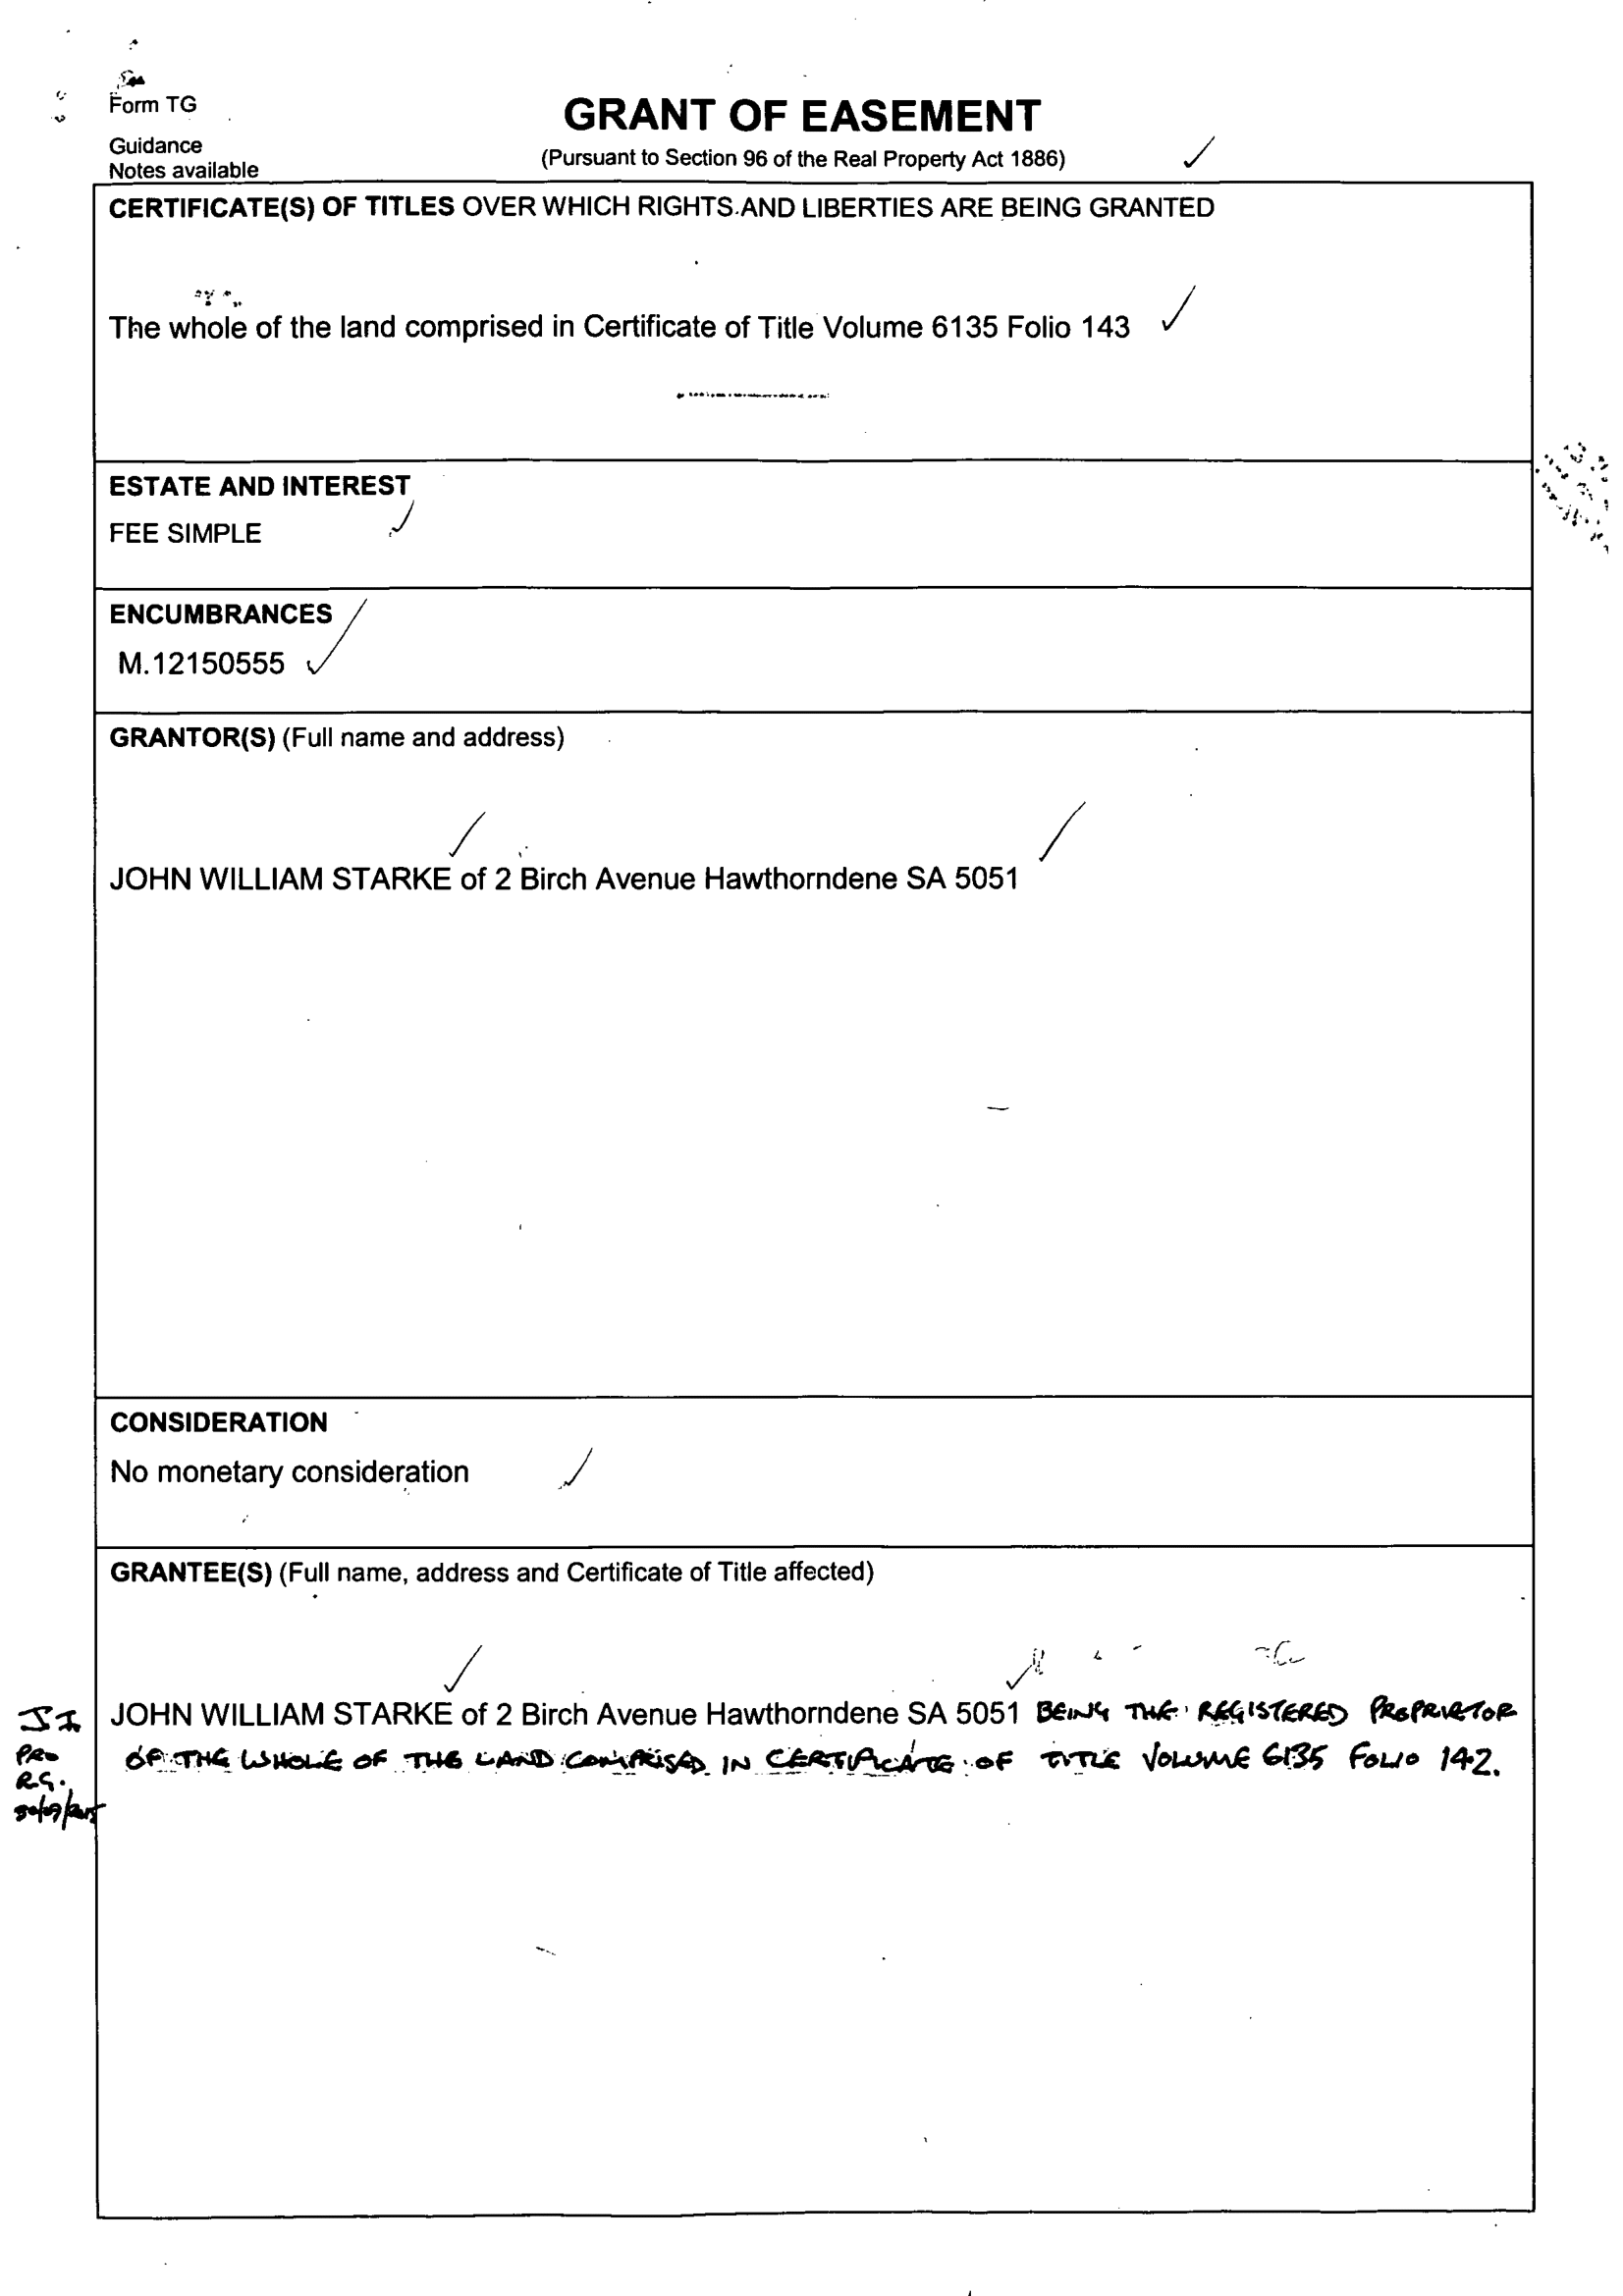 Form TG
GRANT OF EASEMENT
Guidance
Notes available
(Pursuant to Section 96 of the Real Property Act 1886)
CERTIFICATE(S) OF TITLES OVER WHICH RIGHTS AND LIBERTIES ARE BEING GRANTED
The whole of the land comprised in Certificate of Title Volume 6135 Folio 143
ESTATE AND INTEREST
FEE SIMPLE
ENCUMBRANCES
M.12150555
GRANTOR(S) (Full name and address)
JOHN WILLIAM STARKE of 2 Birch Avenue Hawthorndene SA 5051
CONSIDERATION
No monetary consideration
GRANTEE(S) (Full name, address and Certificate of Title affected)
JOHN WILLIAM STARKE of 2 Birch Avenue Hawthorndene SA 5051 BEING THE REGISTERED PROPRIETOR
OF THE WHOLE OF THE LAND COMPRISED IN CERTIFICATE OF TITLE VOLUME 6135 FOLIO 142.
PRO
R.G.